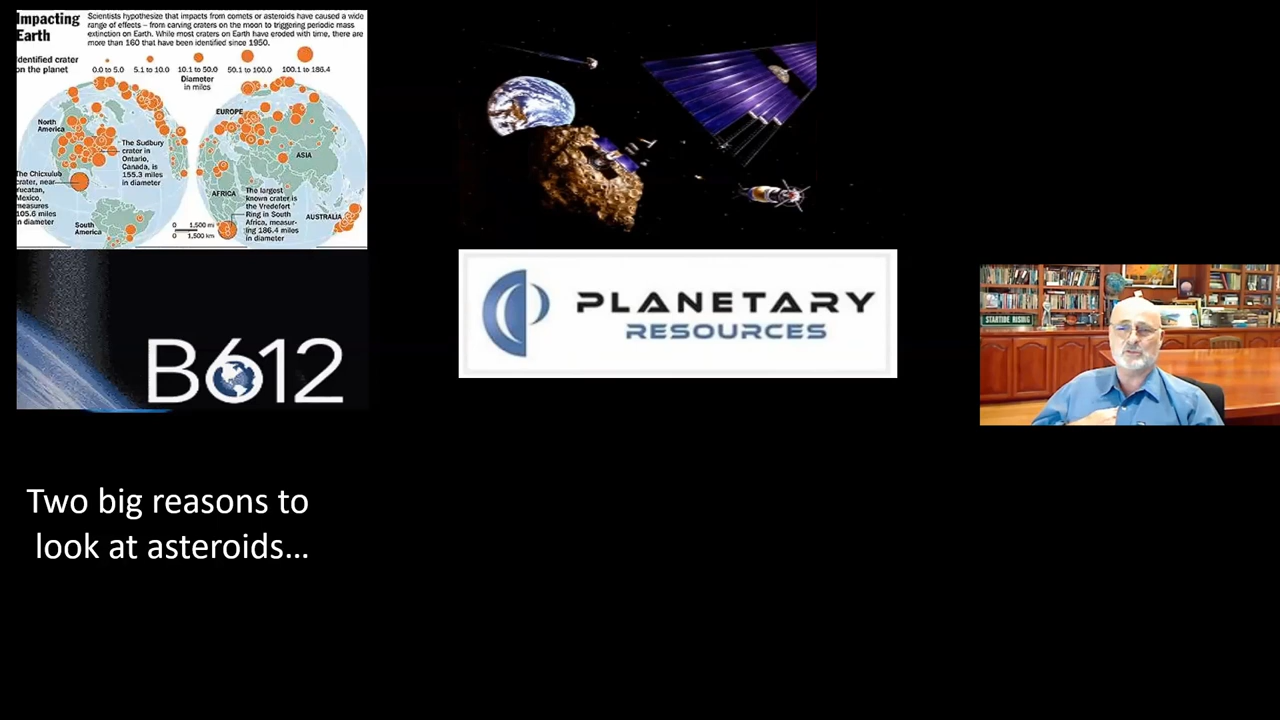 Impacting
Earth
Scientists hypothesize that impacts from comets or asteroids have caused a wide
range of effects – from carving craters on the moon to triggering periodic mass
extinction on Earth. While most craters on Earth have eroded with time, there are
more than 160 that have been identified since 1950.
Identified crater
on the planet
0.0 to 5.0
5.1 to 10.0
10.1 to 50.0
50.1 to 100.0
100.1 to 186.4
Diameter
in miles
North
America
EUROPE
ASIA
The Sudbury
crater in
Ontario,
Canada, is
155.3 miles
in diameter
The Chicxulub
crater, near
Yucatan,
Mexico,
measures
105.6 miles
in diameter
South
America
AFRICA
The largest
known crater is
the Vredefort
Ring in South
Africa, measur-
ing 186.4 miles
in diameter
AUSTRALIA
0 1,500 mi
0 1,500 km
B612
PLANETARY
RESOURCES
STARTIDE RISING
Two big reasons to
look at asteroids...